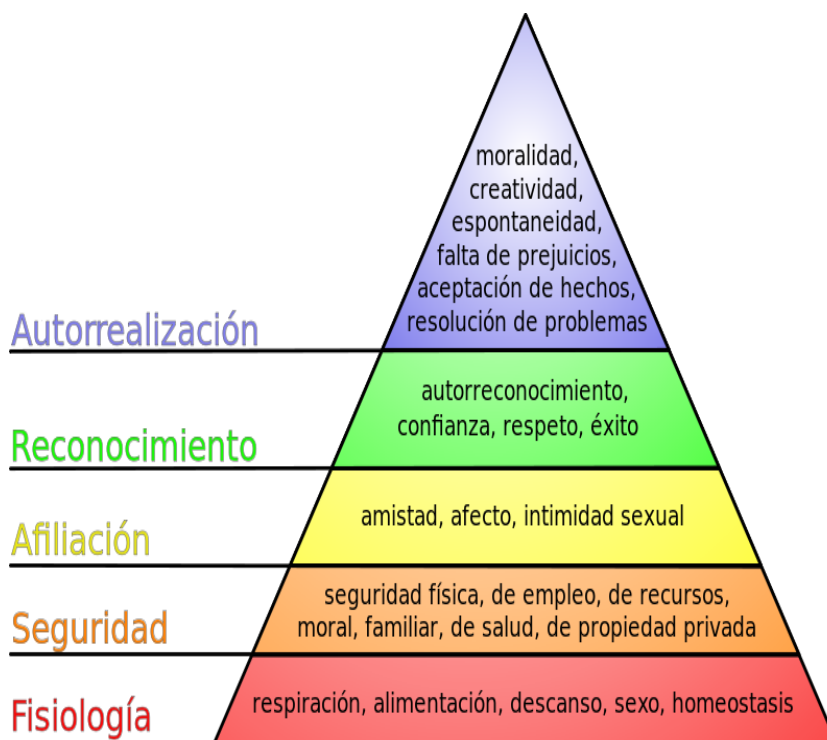 moralidad,
creatividad,
espontaneidad,
falta de prejuicios,
aceptación de hechos,
resolución de problemas
Autorrealización
autorreconocimiento,
confianza, respeto, éxito
Reconocimiento
amistad, afecto, intimidad sexual
Afiliación
seguridad física, de empleo, de recursos,
moral, familiar, de salud, de propiedad privada
Seguridad
respiración, alimentación, descanso, sexo, homeostasis
Fisiología